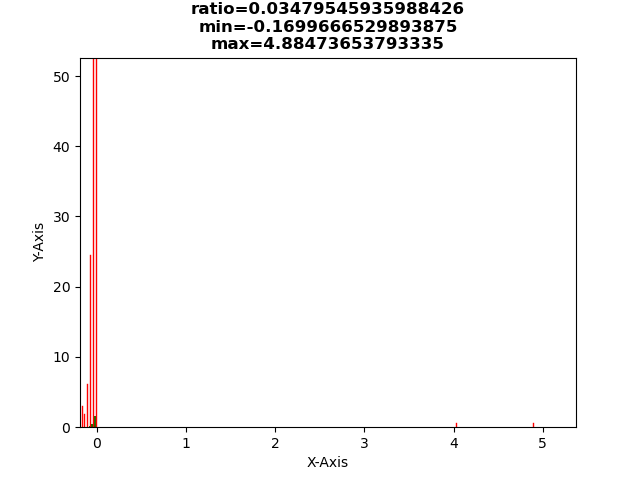 ratio=0.03479545935988426
min=-0.1699666529893875
max=4.88473653793335
50
40
30
20
10
0
Y-Axis
0 1 2 3 4 5
X-Axis